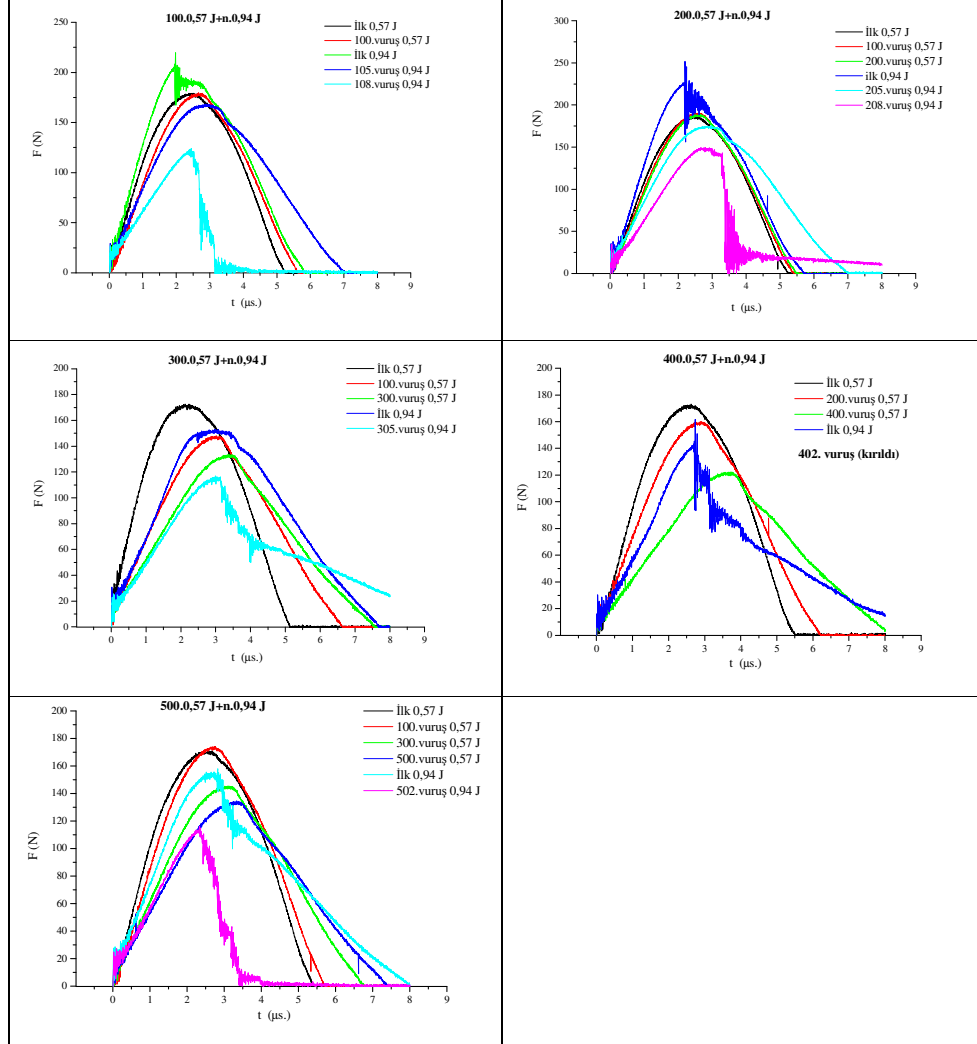 100.0,57 J+n.0,94 J
İlk 0,57 J
100.vuruş 0,57 J
İlk 0,94 J
105.vuruş 0,94 J
108.vuruş 0,94 J
F (N)
250
200
150
100
50
0
0 1 2 3 4 5 6 7 8 9
t (µs.)
200.0,57 J+n.0,94 J
İlk 0,57 J
100.vuruş 0,57 J
200.vuruş 0,57 J
ilk 0,94 J
205.vuruş 0,94 J
208.vuruş 0,94 J
F (N)
300
250
200
150
100
50
0
0 1 2 3 4 5 6 7 8 9
t (µs.)
300.0,57 J+n.0,94 J
İlk 0,57 J
100.vuruş 0,57 J
300.vuruş 0,57 J
İlk 0,94 J
305.vuruş 0,94 J
F (N)
200
180
160
140
120
100
80
60
40
20
0
0 1 2 3 4 5 6 7 8 9
t (µs.)
400.0,57 J+n.0,94 J
İlk 0,57 J
200.vuruş 0,57 J
400.vuruş 0,57 J
İlk 0,94 J
402. vuruş (kırıldı)
F (N)
200
180
160
140
120
100
80
60
40
20
0
0 1 2 3 4 5 6 7 8 9
t (µs.)
500.0,57 J+n.0,94 J
İlk 0,57 J
100.vuruş 0,57 J
300.vuruş 0,57 J
500.vuruş 0,57 J
İlk 0,94 J
502.vuruş 0,94 J
F (N)
200
180
160
140
120
100
80
60
40
20
0
0 1 2 3 4 5 6 7 8 9
t (µs.)